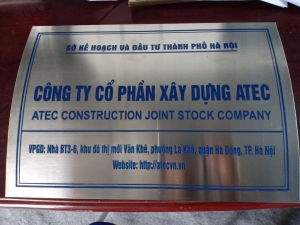 SỞ KẾ HOẠCH VÀ ĐẦU TƯ THÀNH PHỐ HÀ NỘI
CÔNG TY CỔ PHẦN XÂY DỰNG ATEC
ATEC CONSTRUCTION JOINT STOCK COMPANY
VPGD: Nhà BT3-6, khu đô thị mới Văn Khê, phường La Khê, quận Hà Đông, TP. Hà Nội
Website: http://atecvn.vn